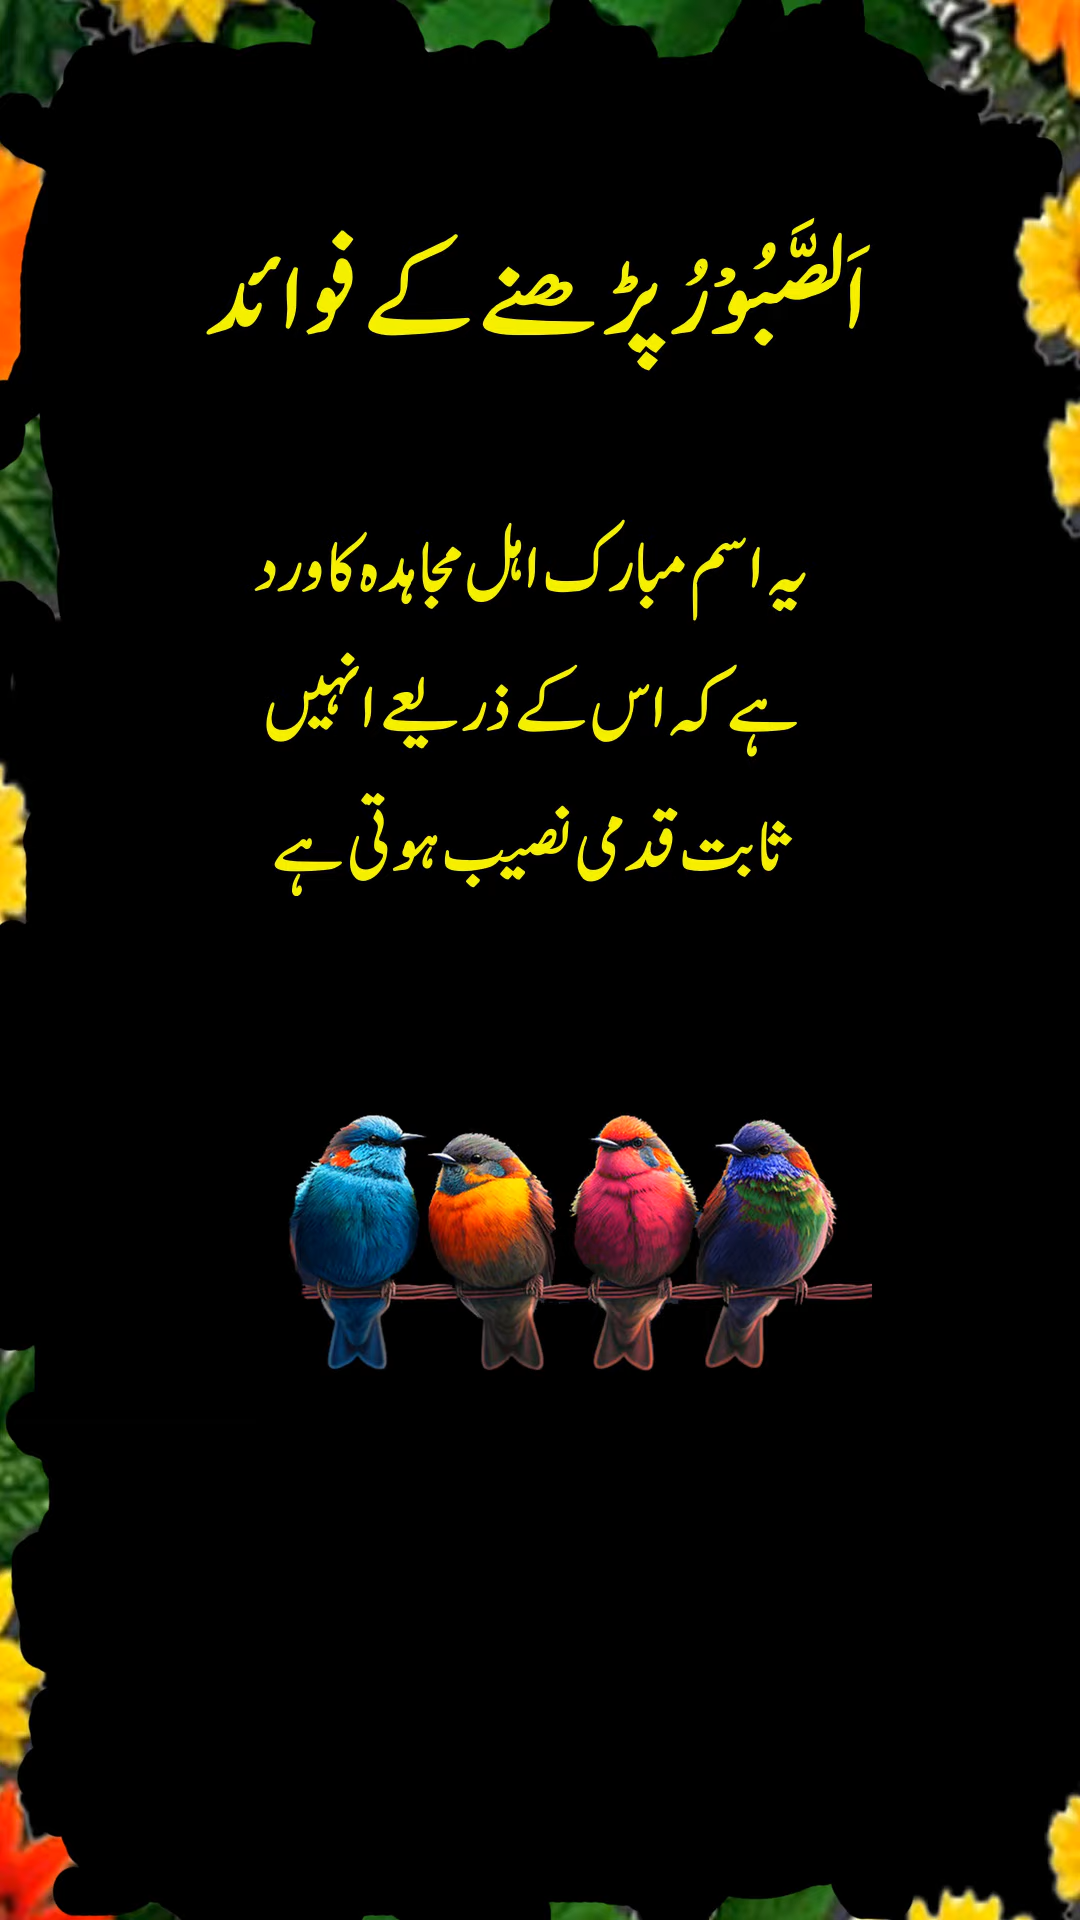 اَلصَّبُوْرُ پڑھنے کے فوائد
یہ اسم مبارک اہل مجاہدہ کا ورد
ہے کہ اس کے ذریعے انہیں
ثابت قدمی نصیب ہوتی ہے